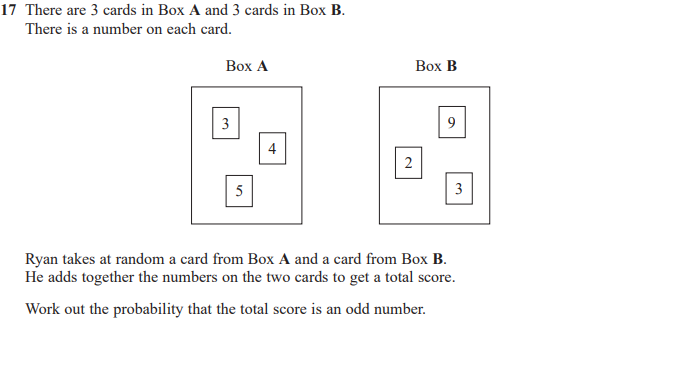 17 There are 3 cards in Box A and 3 cards in Box B.
There is a number on each card.
Box A Box B
3 9
4 2
5 3
Ryan takes at random a card from Box A and a card from Box B.
He adds together the numbers on the two cards to get a total score.
Work out the probability that the total score is an odd number.